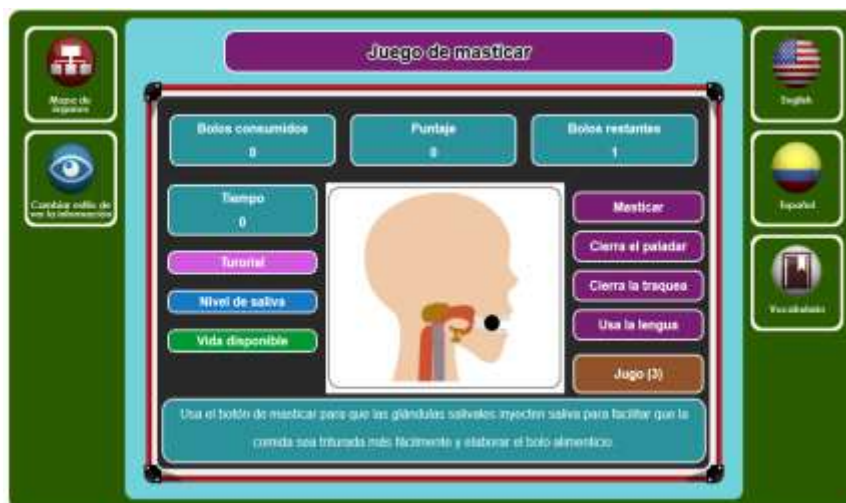 Juego de masticar
Mapa de
órganos
Cambiar estilo de
ver la información
Bolos consumidos
0
Puntaje
0
Bolos restantes
1
Tiempo
0
Turorial
Nivel de saliva
Vida disponible
Masticar
Cierra el paladar
Cierra la traquea
Usa la lengua
Jugo (3)
Usa el botón de masticar para que las glándulas salivales inyecten saliva para facilitar que la
comida sea triturada más fácilmente y elaborar el bolo alimenticio
English
Español
Vocabulario